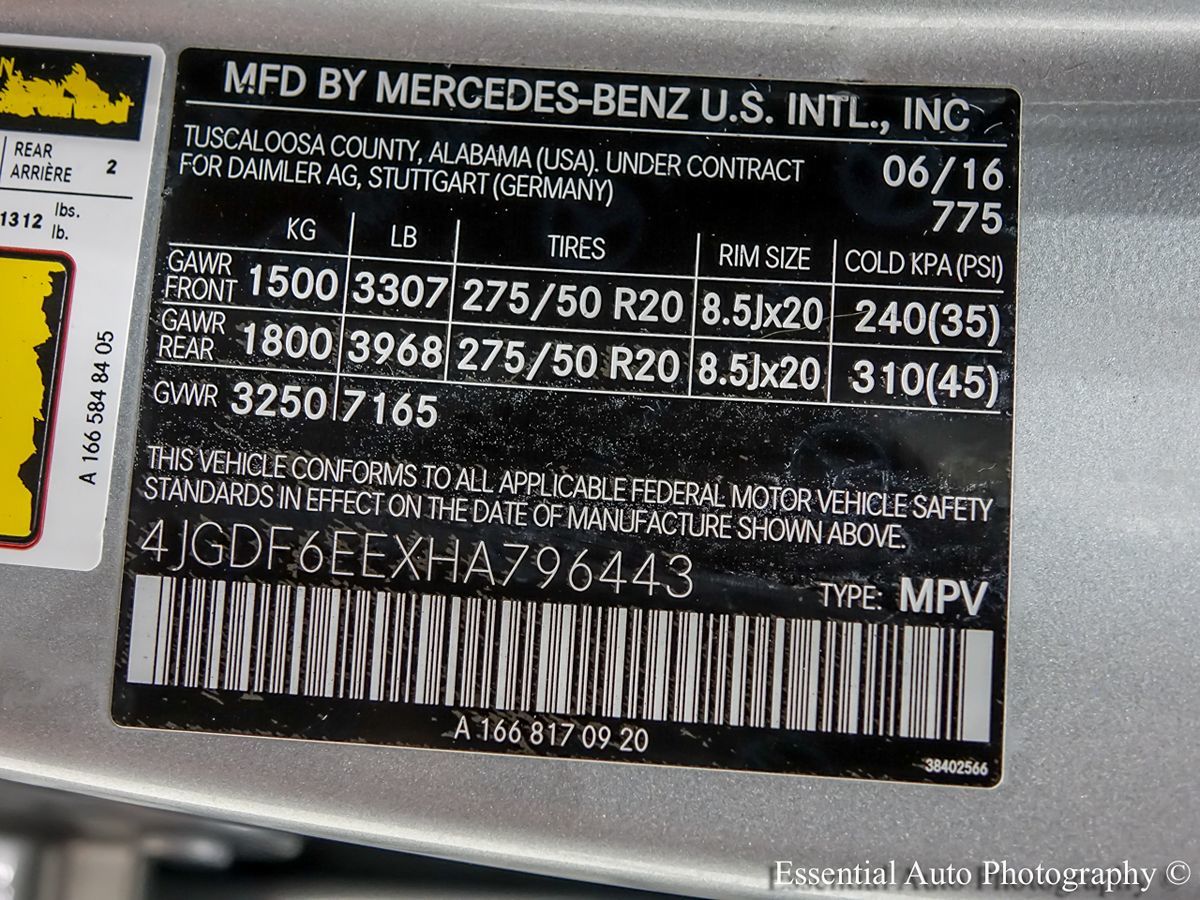 N
REAR
ARRIÈRE 2
1312 lbs.
lb.
A 166 584 84 05
MFD BY MERCEDES-BENZ U.S. INTL., INC
TUSCALOOSA COUNTY, ALABAMA (USA). UNDER CONTRACT 06/16
FOR DAIMLER AG, STUTTGART (GERMANY) 775
KG LB TIRES RIM SIZE COLD KPA (PSI)
GAWR FRONT 1500 3307 275/50 R20 8.5Jx20 240(35)
GAWR REAR 1800 3968 275/50 R20 8.5Jx20 310(45)
GVWR 3250 7165
THIS VEHICLE CONFORMS TO ALL APPLICABLE FEDERAL MOTOR VEHICLE SAFETY
STANDARDS IN EFFECT ON THE DATE OF MANUFACTURE SHOWN ABOVE.
4JGDF6EEXHA796443
TYPE: MPV
A 166 817 09 20
38402566
Essential Auto Photography ©